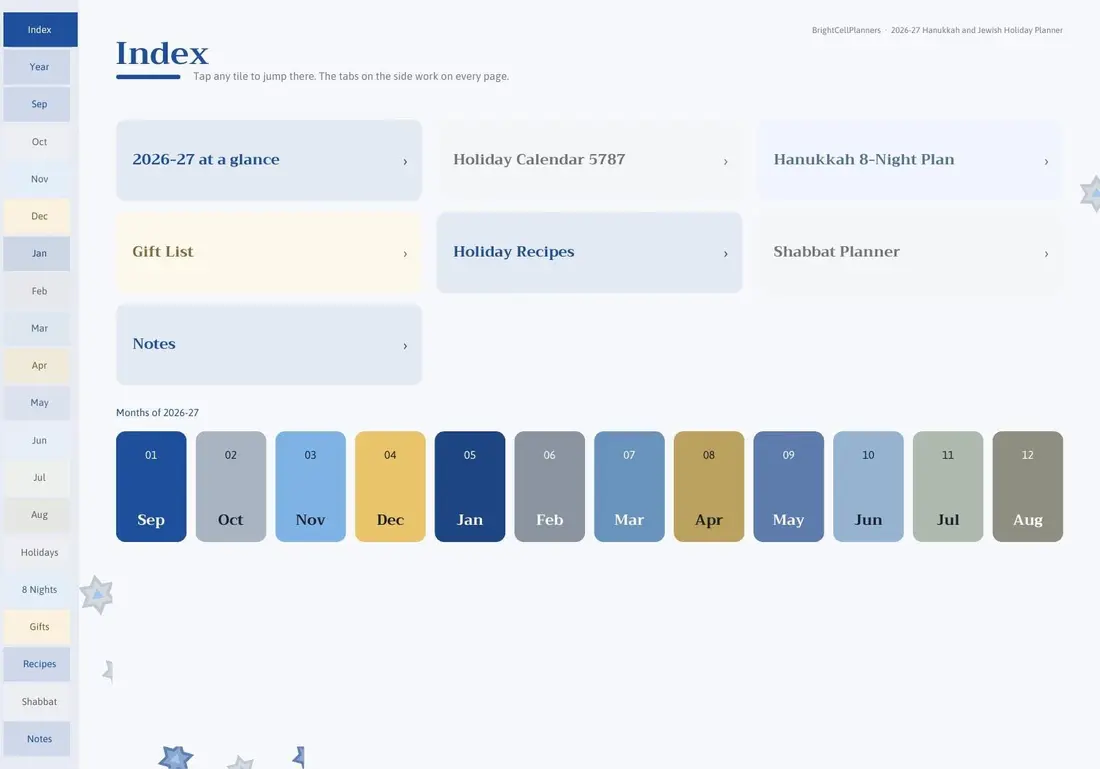 Index
Year
Sep
Oct
Nov
Dec
Jan
Feb
Mar
Apr
May
Jun
Jul
Aug
Holidays
8 Nights
Gifts
Recipes
Shabbat
Notes
BrightCellPlanners · 2026-27 Hanukkah and Jewish Holiday Planner
Index
Tap any tile to jump there. The tabs on the side work on every page.
2026-27 at a glance ›
Holiday Calendar 5787 ›
Hanukkah 8-Night Plan ›
Gift List ›
Holiday Recipes ›
Shabbat Planner ›
Notes ›
Months of 2026-27
01 02 03 04 05 06 07 08 09 10 11 12
Sep Oct Nov Dec Jan Feb Mar Apr May Jun Jul Aug